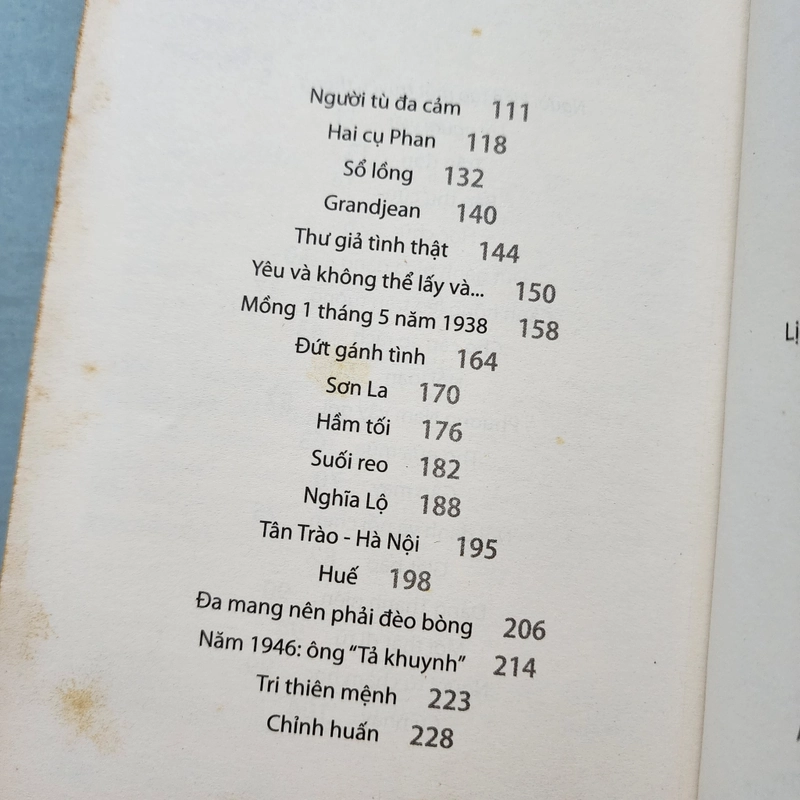 Người tù đa cảm 111
Hai cụ Phan 118
Sổ lồng 132
Grandjean 140
Thư giả tình thật 144
Yêu và không thể lấy và... 150
Mồng 1 tháng 5 năm 1938 158
Đứt gánh tình 164
Sơn La 170
Hầm tối 176
Suối reo 182
Nghĩa Lộ 188
Tân Trào - Hà Nội 195
Huế 198
Đa mang nên phải đèo bòng 206
Năm 1946: ông "Tả khuynh" 214
Tri thiên mệnh 223
Chỉnh huấn 228